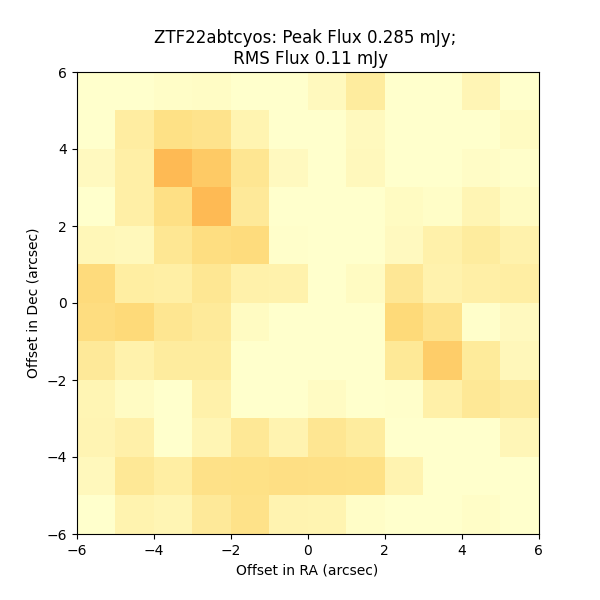 ZTF22abtcyos: Peak Flux 0.285 mJy;
RMS Flux 0.11 mJy
6
4
2
0
−2
−4
−6
Offset in Dec (arcsec)
−6 −4 −2 0 2 4 6
Offset in RA (arcsec)